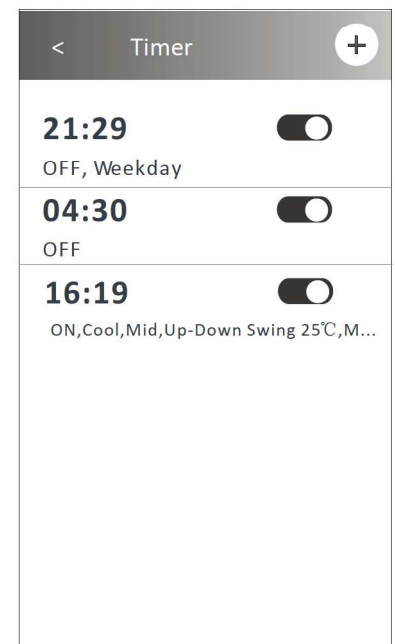 < Timer +
21:29
OFF, Weekday
04:30
OFF
16:19
ON,Cool,Mid,Up-Down Swing 25℃,M...